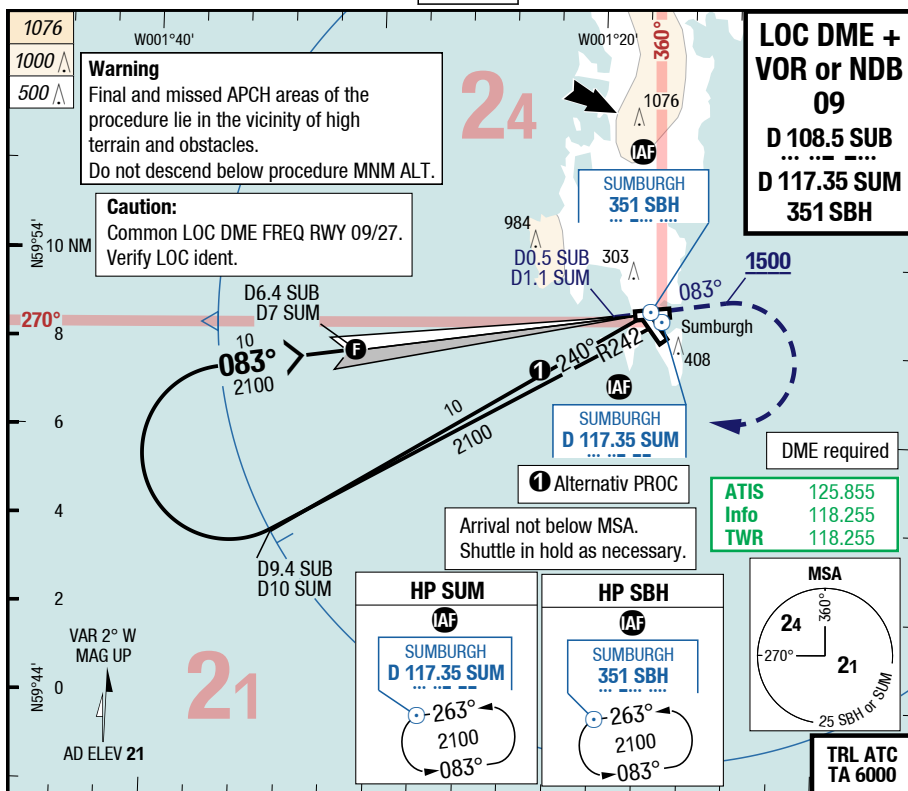 1076
1000
500
W001°40'
W001°20'
Warning
Final and missed APCH areas of the
procedure lie in the vicinity of high
terrain and obstacles.
Do not descend below procedure MNM ALT.
Caution:
Common LOC DME FREQ RWY 09/27.
Verify LOC ident.
24
360°
1076
IAF
SUMBURGH
351 SBH
LOC DME +
VOR or NDB
09
D 108.5 SUB
D 117.35 SUM
351 SBH
N59°54'
10 NM
984
303
D0.5 SUB
D1.1 SUM
1500
083°
D6.4 SUB
D7 SUM
270°
8
Sumburgh
408
10
083°
2100
F
1
240°
R242
IAF
SUMBURGH
D 117.35 SUM
10
2100
6
DME required
1 Alternativ PROC
ATIS 125.855
Info 118.255
TWR 118.255
4
Arrival not below MSA.
Shuttle in hold as necessary.
D9.4 SUB
D10 SUM
2
HP SUM
IAF
SUMBURGH
D 117.35 SUM
263°
2100
083°
HP SBH
IAF
SUMBURGH
351 SBH
263°
2100
083°
MSA
24
360°
270°
21
25 SBH or SUM
VAR 2° W
MAG UP
N59°44'
0
21
AD ELEV 21
TRL ATC
TA 6000